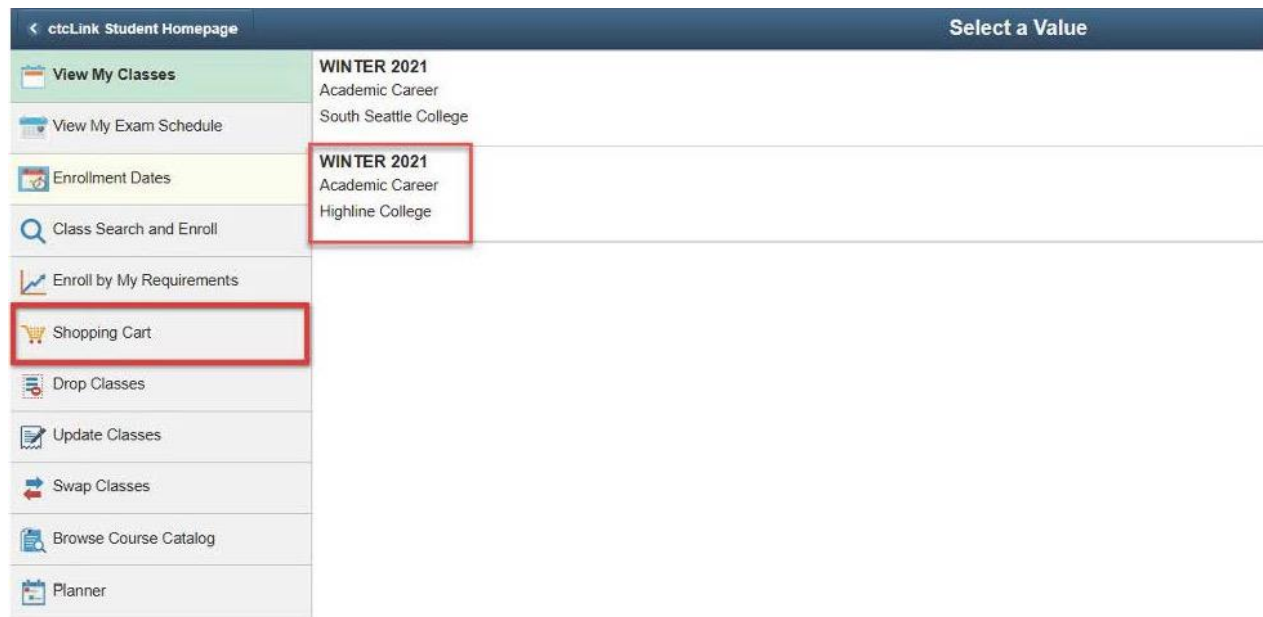 ctcLink Student Homepage
Select a Value
View My Classes
View My Exam Schedule
Enrollment Dates
Class Search and Enroll
Enroll by My Requirements
Shopping Cart
Drop Classes
Update Classes
Swap Classes
Browse Course Catalog
Planner
WINTER 2021
Academic Career
South Seattle College
WINTER 2021
Academic Career
Highline College